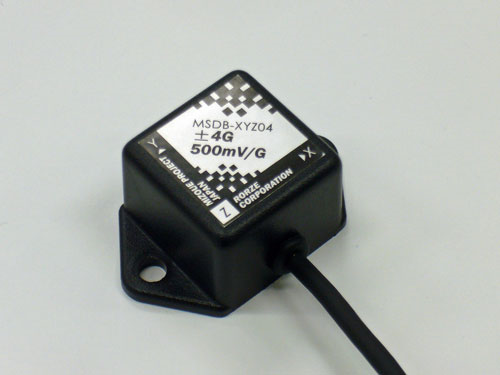 MSDB-XYZ04
±4G
500mV/G
Y
X
MIZOUE PROJECT
JAPAN
Z
RORZE
CORPORATION